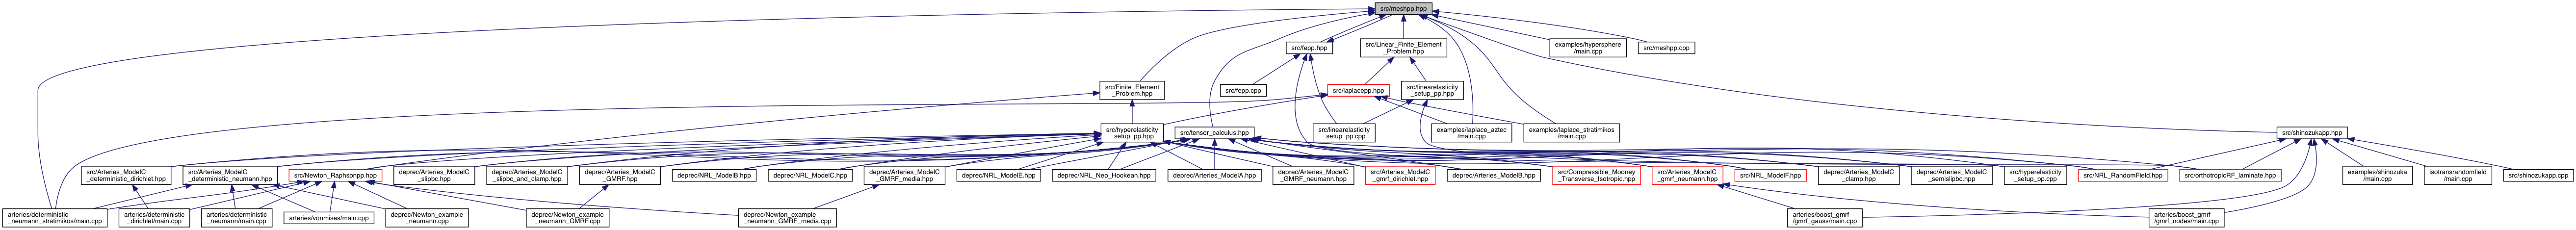 src/meshpp.hpp
src/fepp.hpp
src/Linear_Finite_Element
_Problem.hpp
examples/hypersphere
/main.cpp
src/meshpp.cpp
src/Finite_Element
_Problem.hpp
src/fepp.cpp
src/laplacepp.hpp
src/linearelasticity
_setup_pp.hpp
src/hyperelasticity
_setup_pp.hpp
src/tensor_calculus.hpp
src/linearelasticity
_setup_pp.cpp
examples/laplace_aztec
/main.cpp
examples/laplace_stratimikos
/main.cpp
src/shinozukapp.hpp
src/Arteries_ModelC
_deterministic_dirichlet.hpp
src/Arteries_ModelC
_deterministic_neumann.hpp
src/Newton_Raphsonpp.hpp
deprec/Arteries_ModelC
_slipbc.hpp
deprec/Arteries_ModelC
_slipbc_and_clamp.hpp
deprec/Arteries_ModelC
_GMRF.hpp
deprec/NRL_ModelB.hpp
deprec/NRL_ModelC.hpp
deprec/Arteries_ModelC
_GMRF_media.hpp
deprec/NRL_ModelE.hpp
deprec/NRL_Neo_Hookean.hpp
deprec/Arteries_ModelA.hpp
deprec/Arteries_ModelC
_GMRF_neumann.hpp
src/Arteries_ModelC
_gmrf_dirichlet.hpp
deprec/Arteries_ModelB.hpp
src/Compressible_Mooney
_Transverse_Isotropic.hpp
src/Arteries_ModelC
_gmrf_neumann.hpp
src/NRL_ModelF.hpp
deprec/Arteries_ModelC
_clamp.hpp
deprec/Arteries_ModelC
_semislipbc.hpp
src/hyperelasticity
_setup_pp.cpp
src/NRL_RandomField.hpp
src/orthotropicRF_laminate.hpp
examples/shinozuka
/main.cpp
isotransrandomfield
/main.cpp
src/shinozukapp.cpp
arteries/deterministic
_neumann_stratimikos/main.cpp
arteries/deterministic
_dirichlet/main.cpp
arteries/deterministic
_neumann/main.cpp
arteries/vonmises/main.cpp
deprec/Newton_example
_neumann.cpp
deprec/Newton_example
_neumann_GMRF.cpp
deprec/Newton_example
_neumann_GMRF_media.cpp
arteries/boost_gmrf
/gmrf_gauss/main.cpp
arteries/boost_gmrf
/gmrf_nodes/main.cpp